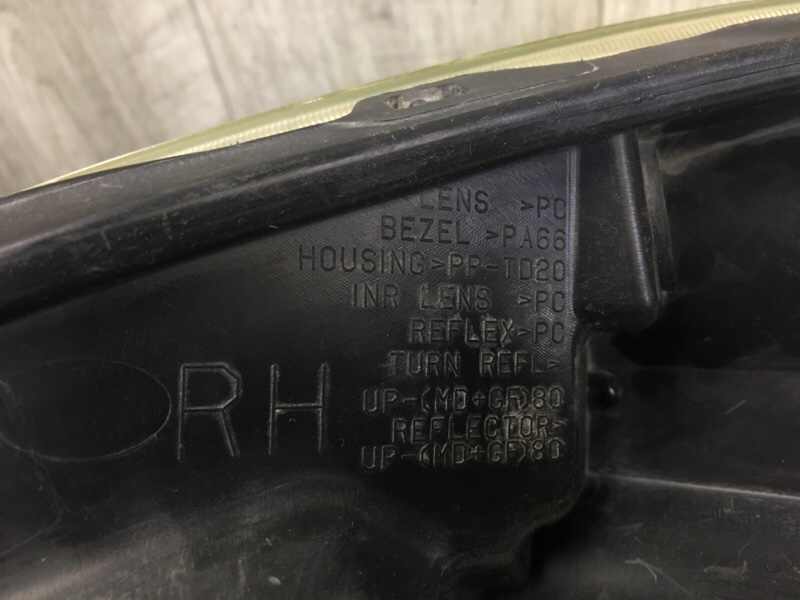 LENS >PC
BEZEL >PA66
HOUSING>PP-TD20
INR LENS >PC
REFLEX>PC
TURN REFL>
UP-(MD+GF)80
REFLECTOR>
UP-(MD+GF)80
RH